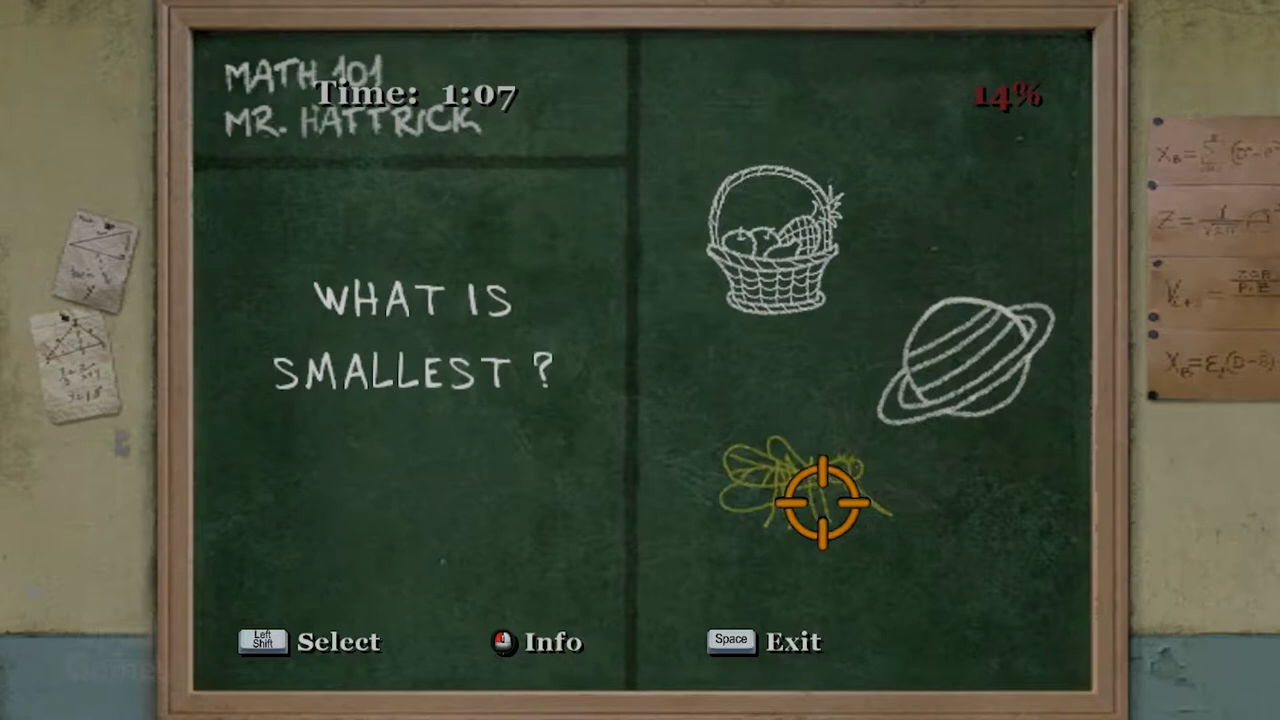 MATH 101
Time: 1:07
14%
MR. HATTRICK
WHAT IS
SMALLEST ?
Left Shift Select
Info
Space Exit